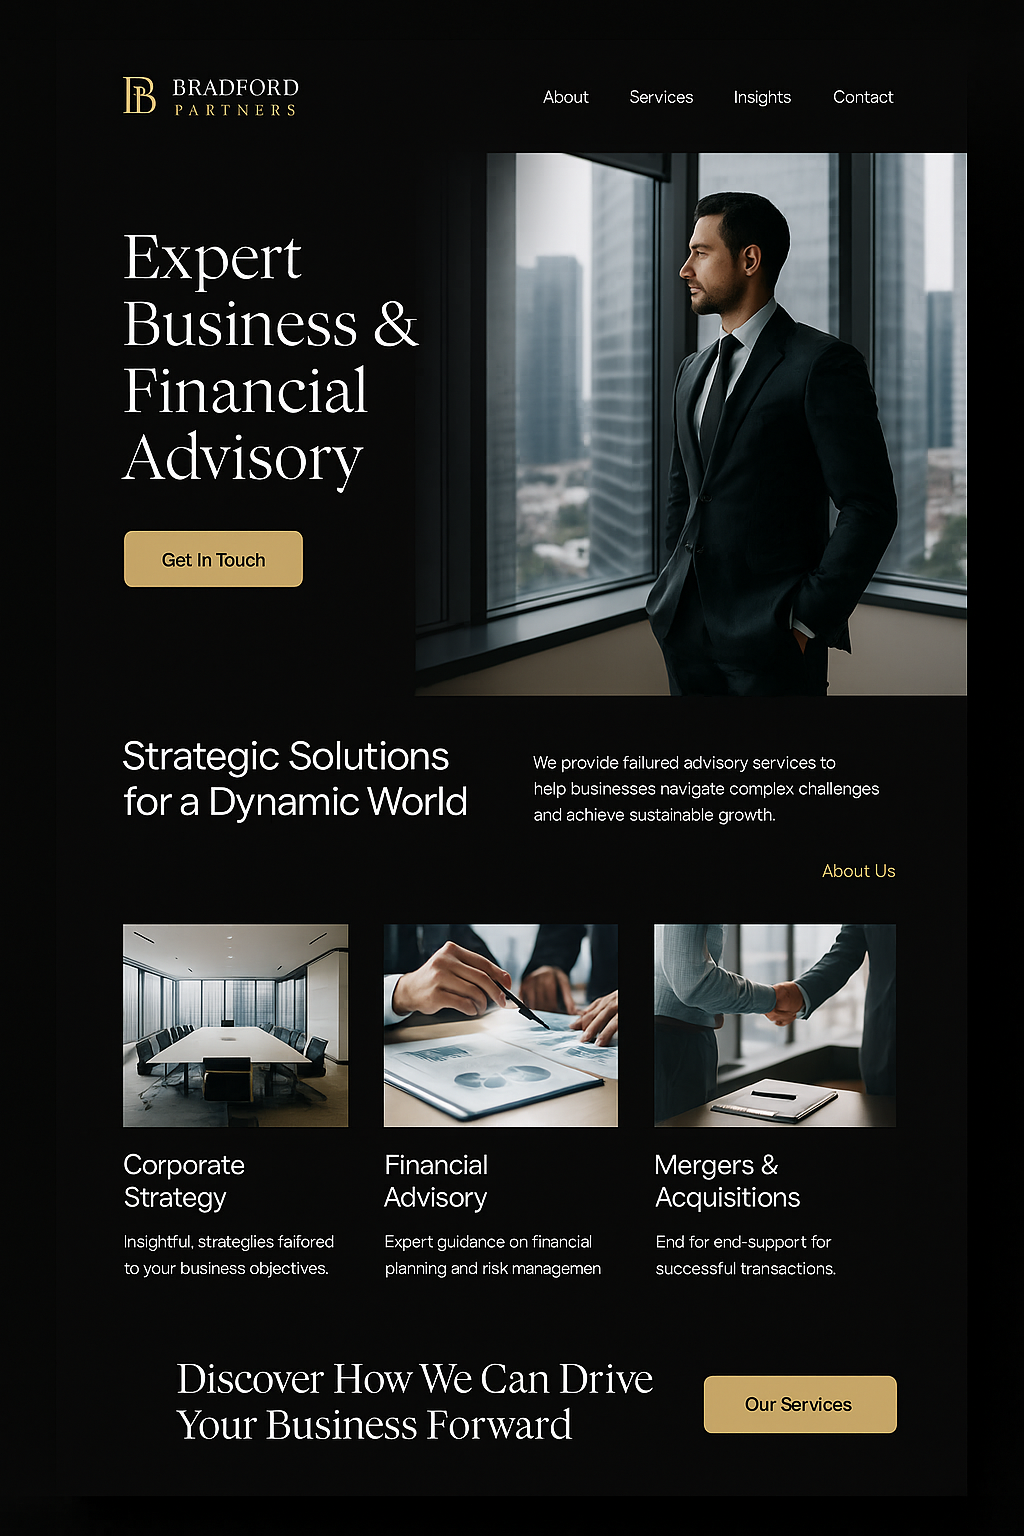 BRADFORD
PARTNERS
About Services Insights Contact
Expert
Business &
Financial
Advisory
Get In Touch
Strategic Solutions
for a Dynamic World
We provide failured advisory services to
help businesses navigate complex challenges
and achieve sustainable growth.
About Us
Corporate
Strategy
Insightful, strateglies faifored
to your business objectives.
Financial
Advisory
Expert guidance on financial
planning and risk managemen
Mergers &
Acquisitions
End for end-support for
successful transactions.
Discover How We Can Drive
Your Business Forward
Our Services